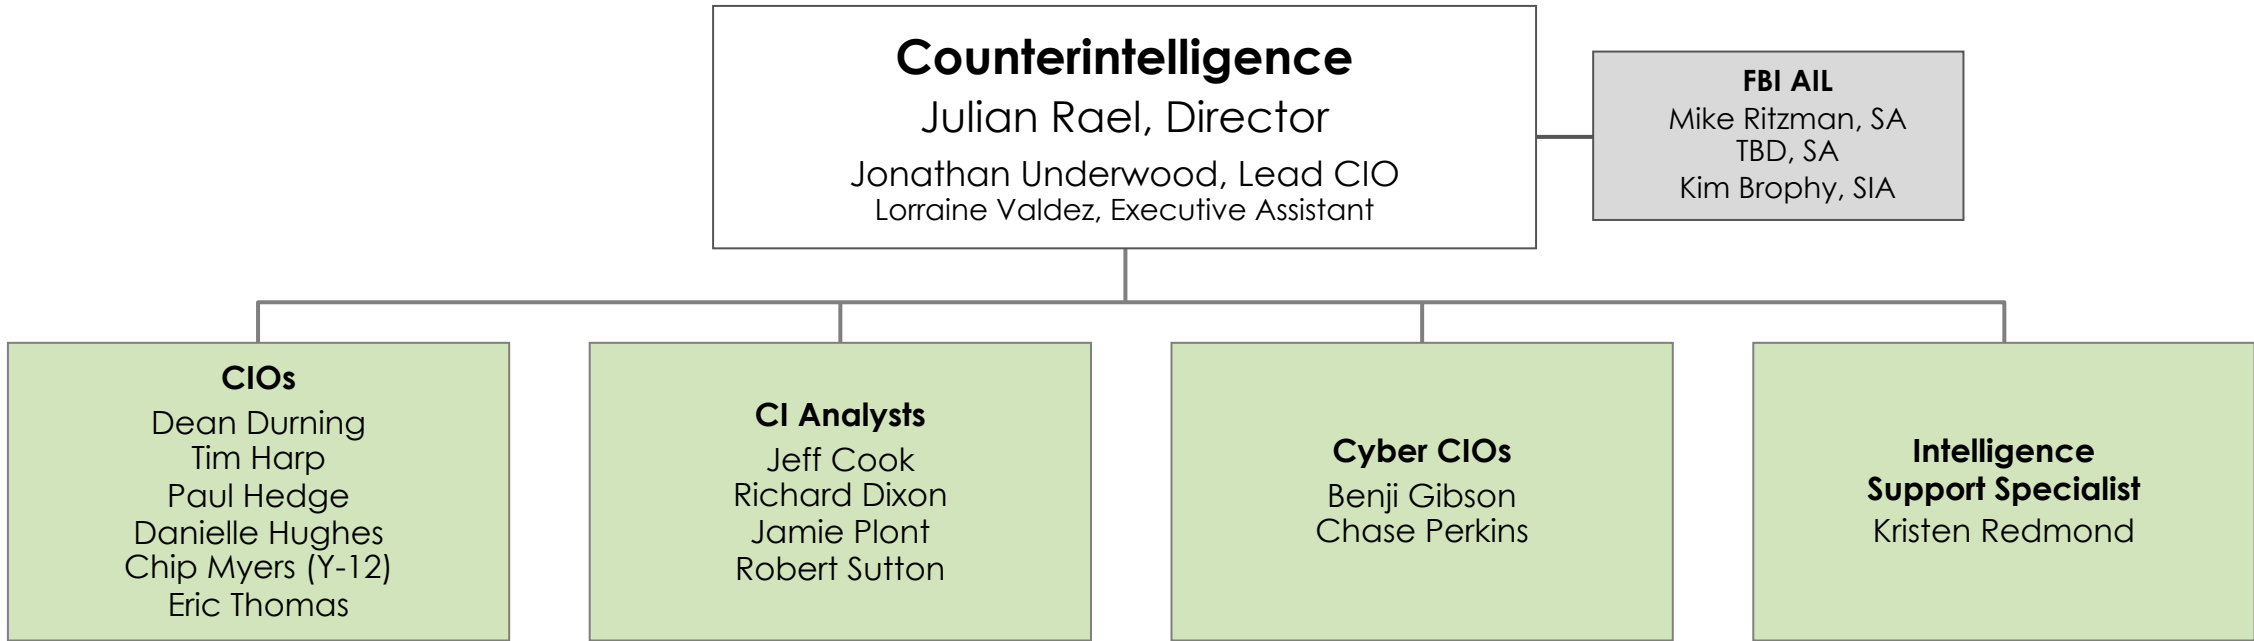 Counterintelligence
Julian Rael, Director
Jonathan Underwood, Lead CIO
Lorraine Valdez, Executive Assistant
FBI AIL
Mike Ritzman, SA
TBD, SA
Kim Brophy, SIA
CIOs
Dean Durning
Tim Harp
Paul Hedge
Danielle Hughes
Chip Myers (Y-12)
Eric Thomas
CI Analysts
Jeff Cook
Richard Dixon
Jamie Plont
Robert Sutton
Cyber CIOs
Benji Gibson
Chase Perkins
Intelligence
Support Specialist
Kristen Redmond